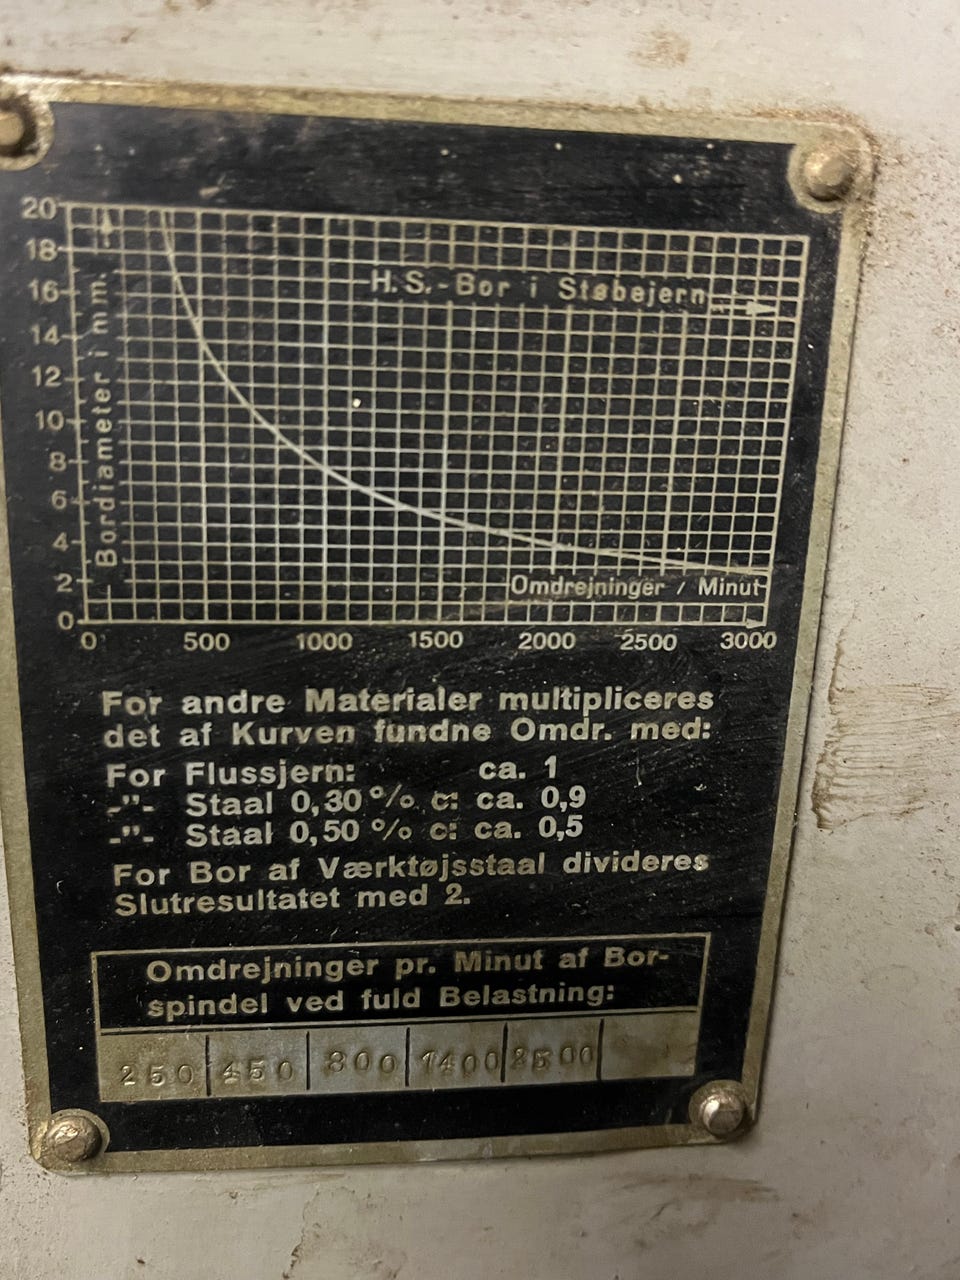 20
18
16
14
12
10
8
6
4
2
0
Bordiameter i mm.
H.S.-Bor i Støbejern
Omdrejninger / Minut
0 500 1000 1500 2000 2500 3000
For andre Materialer multipliceres
det af Kurven fundne Omdr. med:
For Flussjern: ca. 1
-"- Staal 0,30 % c: ca. 0,9
-"- Staal 0,50 % c: ca. 0,5
For Bor af Værktøjsstaal divideres
Slutresultatet med 2.
Omdrejninger pr. Minut af Bor-
spindel ved fuld Belastning:
250 450 800 1400 2500